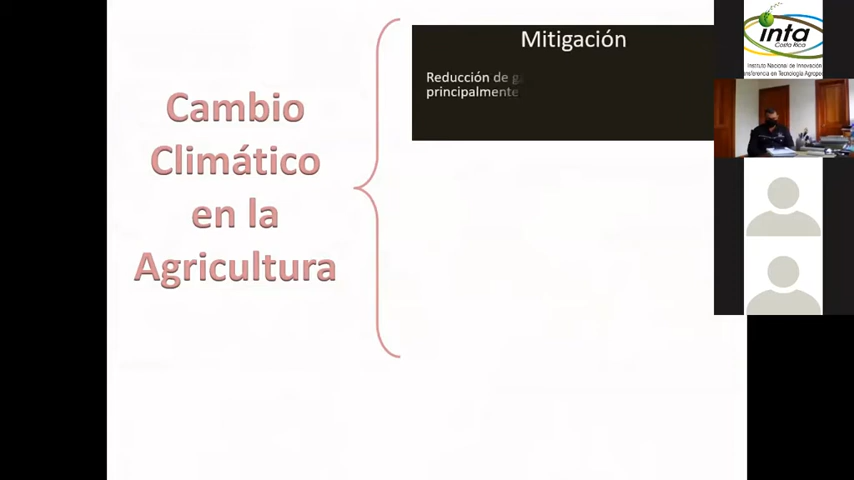 Cambio
Climático
en la
Agricultura
Mitigación
Reducción de
principalmente
inta
Costa Rica
Instituto Nacional de Innovación
Transferencia en Tecnología Agrope